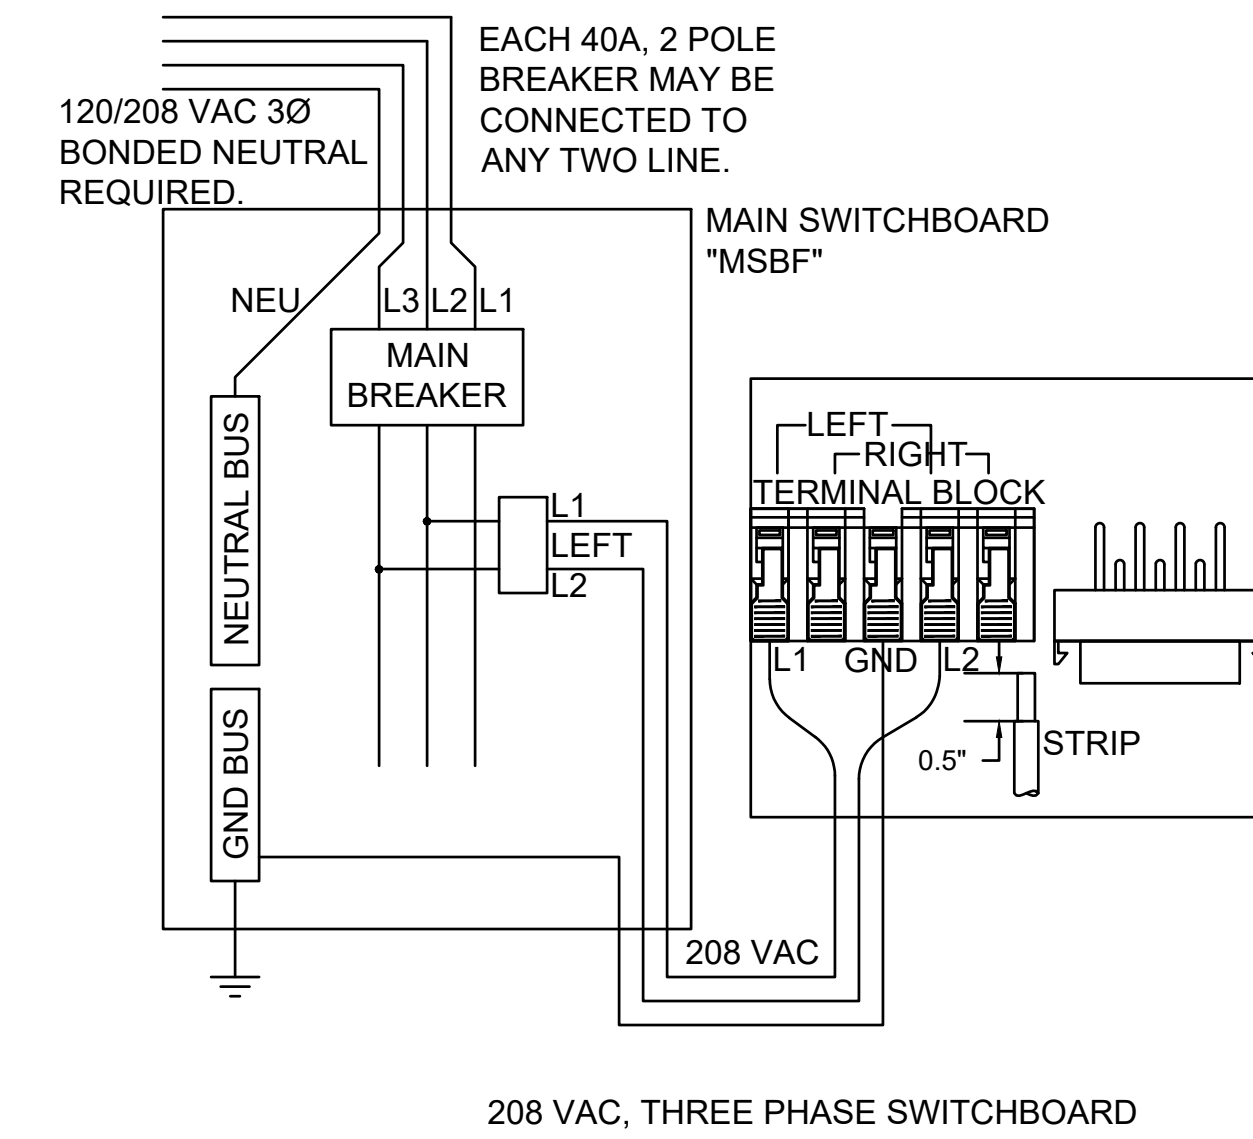 EACH 40A, 2 POLE
BREAKER MAY BE
CONNECTED TO
ANY TWO LINE.
120/208 VAC 3Ø
BONDED NEUTRAL
REQUIRED.
MAIN SWITCHBOARD
"MSBF"
NEU
L3
L2
L1
MAIN
BREAKER
NEUTRAL BUS
GND BUS
L1
LEFT
L2
LEFT
RIGHT
TERMINAL BLOCK
L1
GND
L2
0.5"
STRIP
208 VAC
208 VAC, THREE PHASE SWITCHBOARD